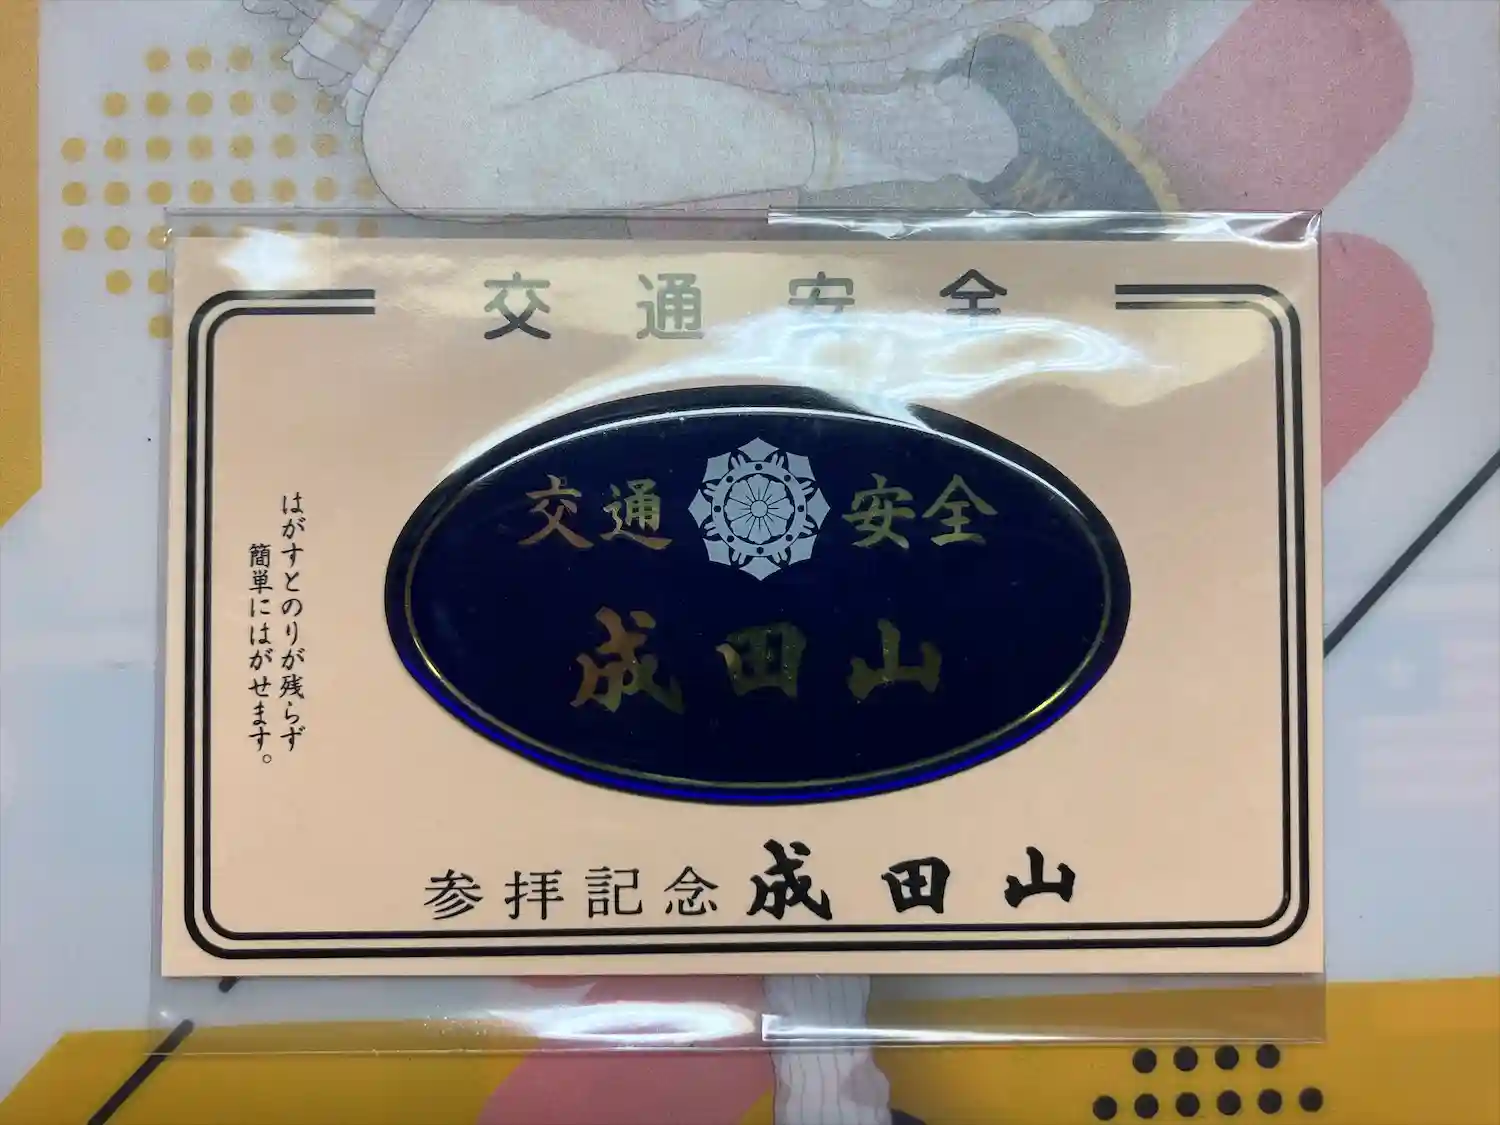 交通安全
交通 安全
成田山
はがすとのりが残らず
簡単にはがせます。
参拝記念 成田山